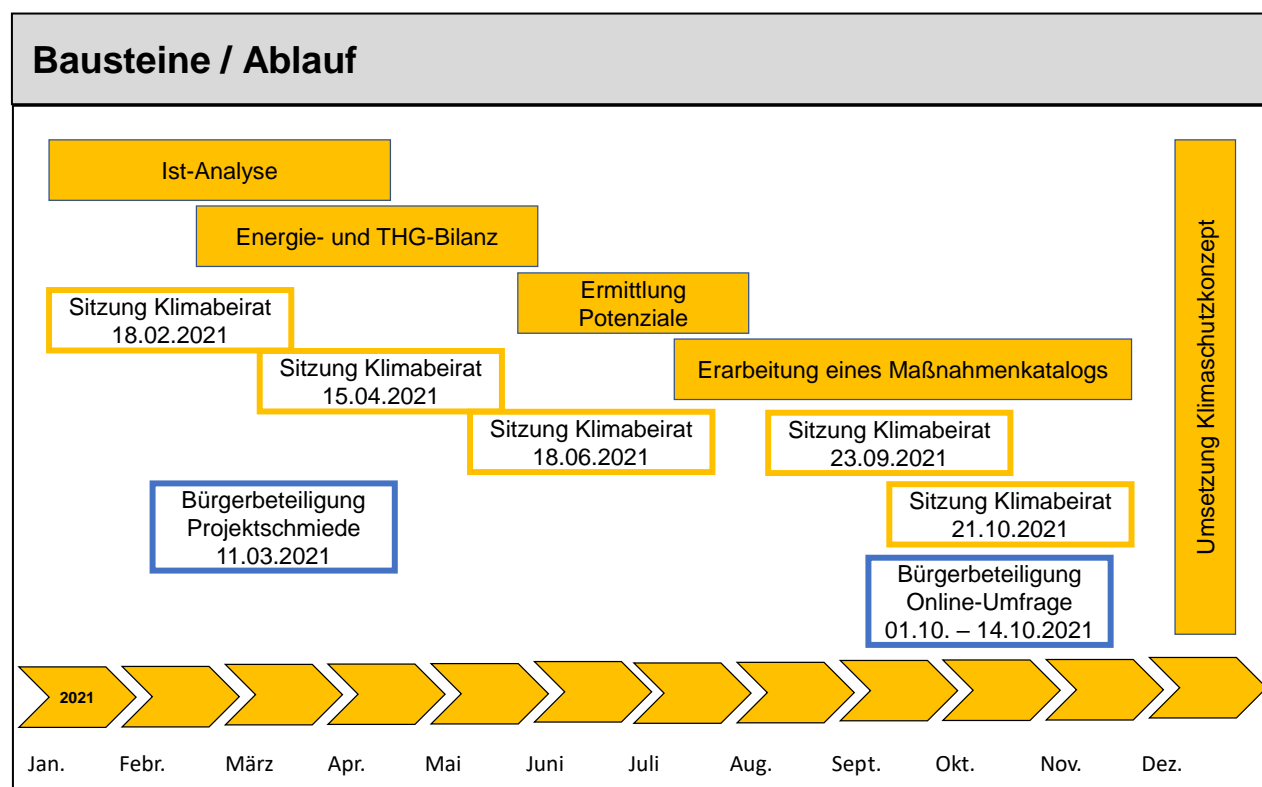 Bausteine / Ablauf
Ist-Analyse
Energie- und THG-Bilanz
Ermittlung
Potenziale
Erarbeitung eines Maßnahmenkatalogs
Sitzung Klimabeirat
18.02.2021
Sitzung Klimabeirat
15.04.2021
Sitzung Klimabeirat
18.06.2021
Sitzung Klimabeirat
23.09.2021
Sitzung Klimabeirat
21.10.2021
Bürgerbeteiligung
Projektschmiede
11.03.2021
Bürgerbeteiligung
Online-Umfrage
01.10. – 14.10.2021
Umsetzung Klimaschutzkonzept
2021
Jan. Febr. März Apr. Mai Juni Juli Aug. Sept. Okt. Nov. Dez.